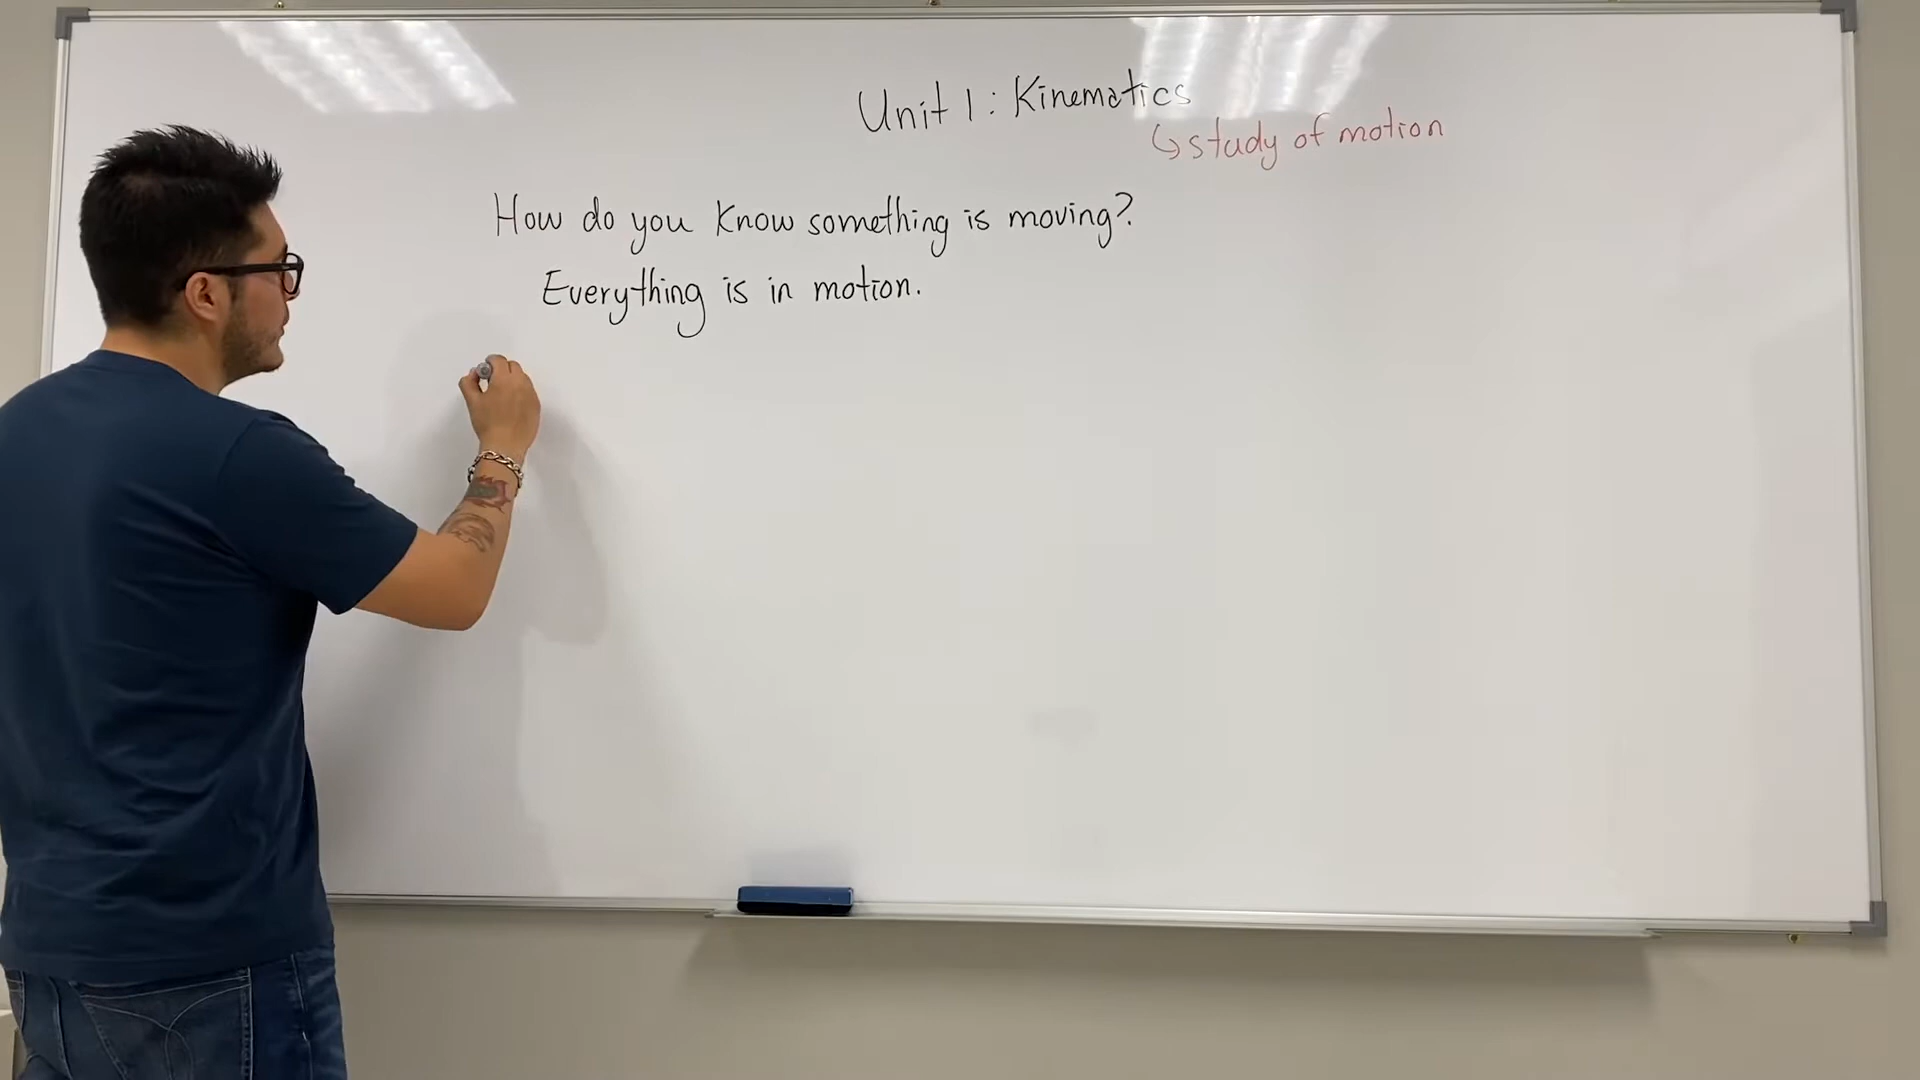 Unit 1: Kinematics
↳ study of motion
How do you know something is moving?
Everything is in motion.